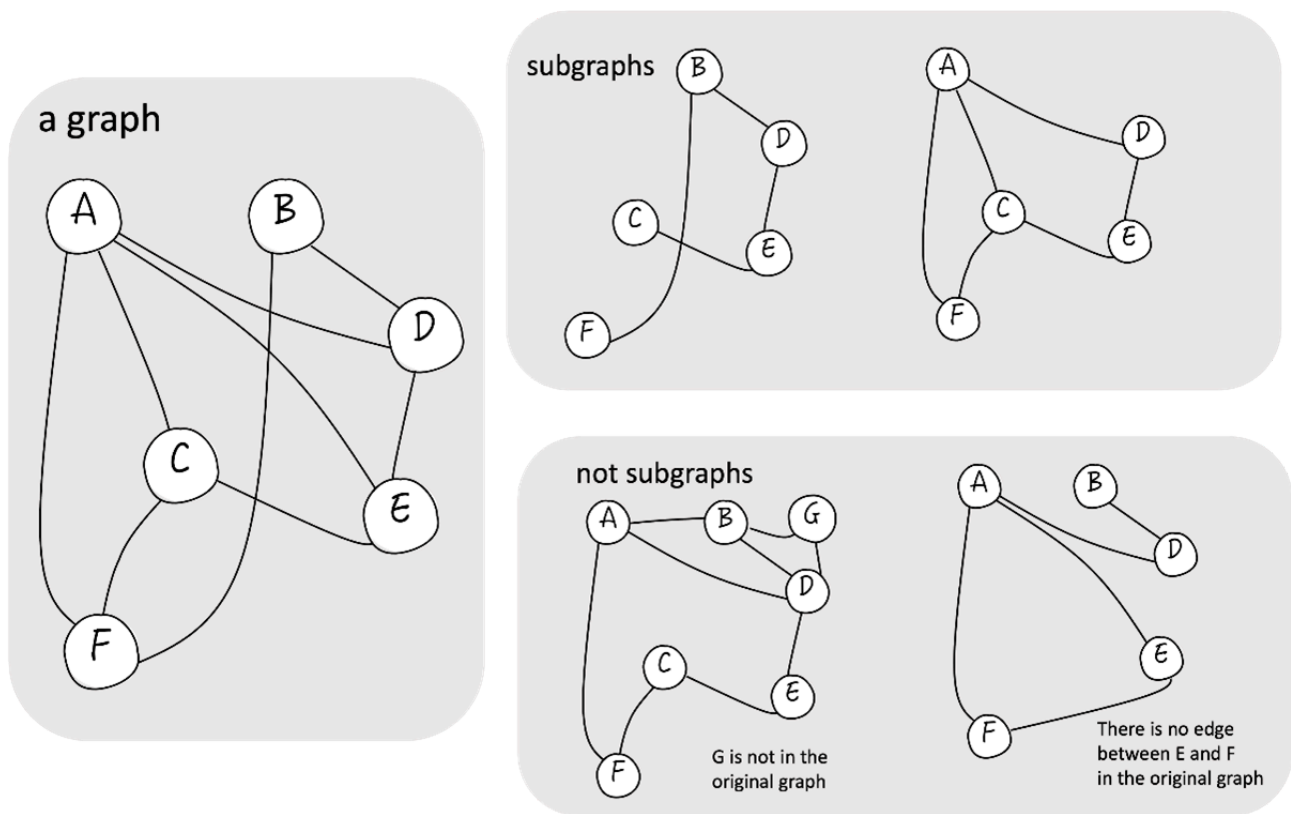 a graph
A
B
D
C
E
F
subgraphs
B
D
C
E
F
A
D
C
E
F
not subgraphs
A
B
G
D
C
E
F
G is not in the
original graph
A
B
D
E
F
There is no edge
between E and F
in the original graph